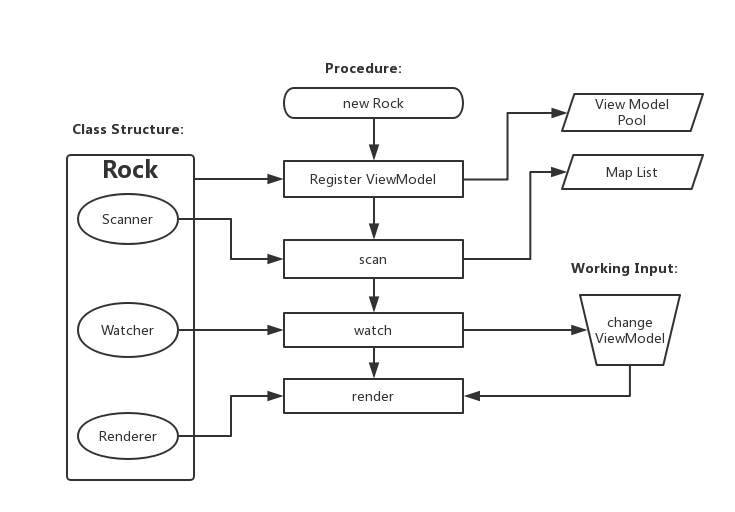 Procedure:
new Rock
View Model
Pool
Class Structure:
Rock
Register ViewModel
Map List
Scanner
scan
Working Input:
Watcher
watch
change
ViewModel
render
Renderer